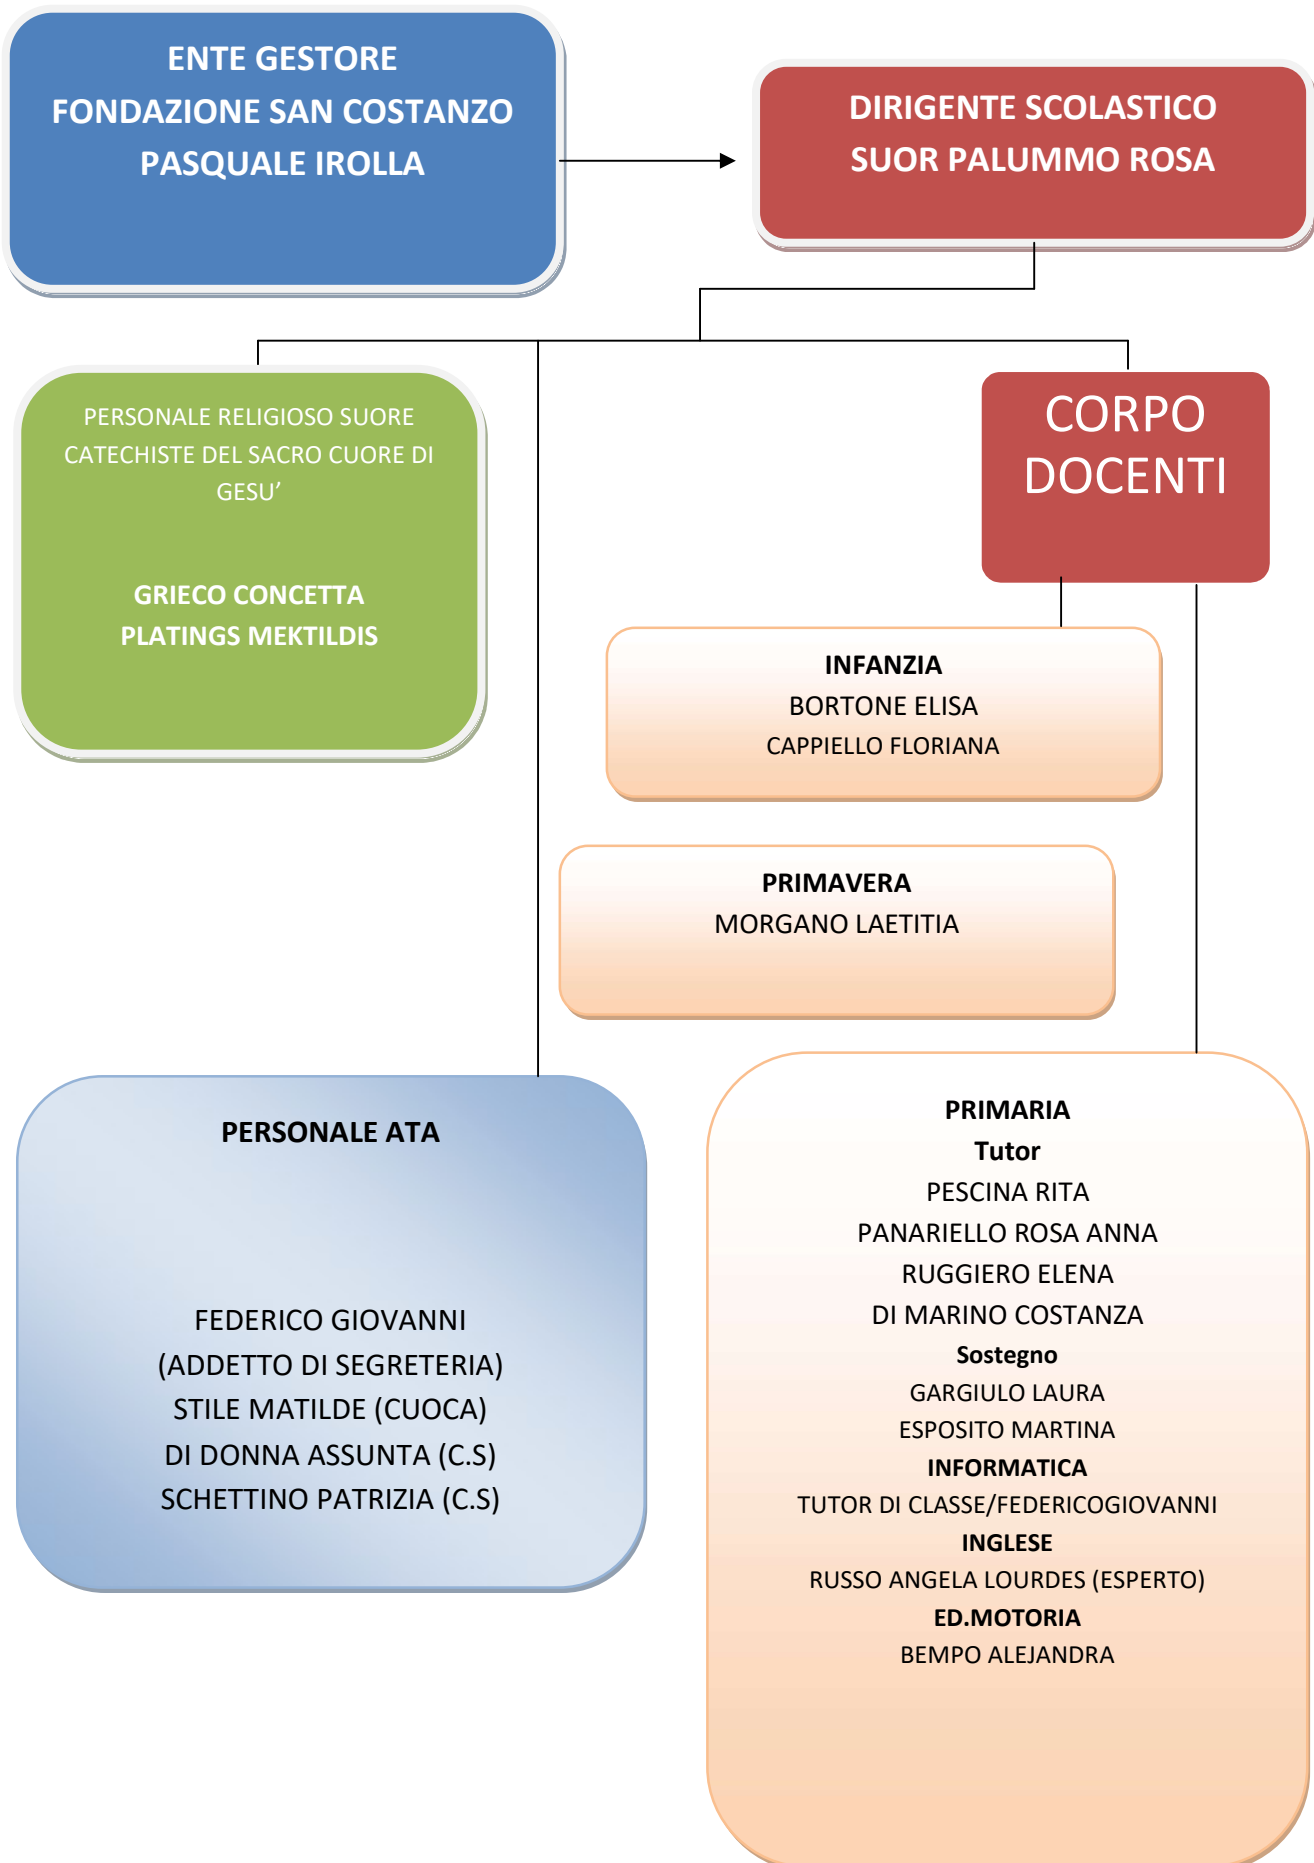 ENTE GESTORE
FONDAZIONE SAN COSTANZO
PASQUALE IROLLA
DIRIGENTE SCOLASTICO
SUOR PALUMMO ROSA
PERSONALE RELIGIOSO SUORE
CATECHISTE DEL SACRO CUORE DI
GESU’
GRIECO CONCETTA
PLATINGS MEKTILDIS
CORPO
DOCENTI
INFANZIA
BORTONE ELISA
CAPPIELLO FLORIANA
PRIMAVERA
MORGANO LAETITIA
PERSONALE ATA
FEDERICO GIOVANNI
(ADDETTO DI SEGRETERIA)
STILE MATILDE (CUOCA)
DI DONNA ASSUNTA (C.S)
SCHETTINO PATRIZIA (C.S)
PRIMARIA
Tutor
PESCINA RITA
PANARIELLO ROSA ANNA
RUGGIERO ELENA
DI MARINO COSTANZA
Sostegno
GARGIULO LAURA
ESPOSITO MARTINA
INFORMATICA
TUTOR DI CLASSE/FEDERICOGIOVANNI
INGLESE
RUSSO ANGELA LOURDES (ESPERTO)
ED.MOTORIA
BEMPO ALEJANDRA